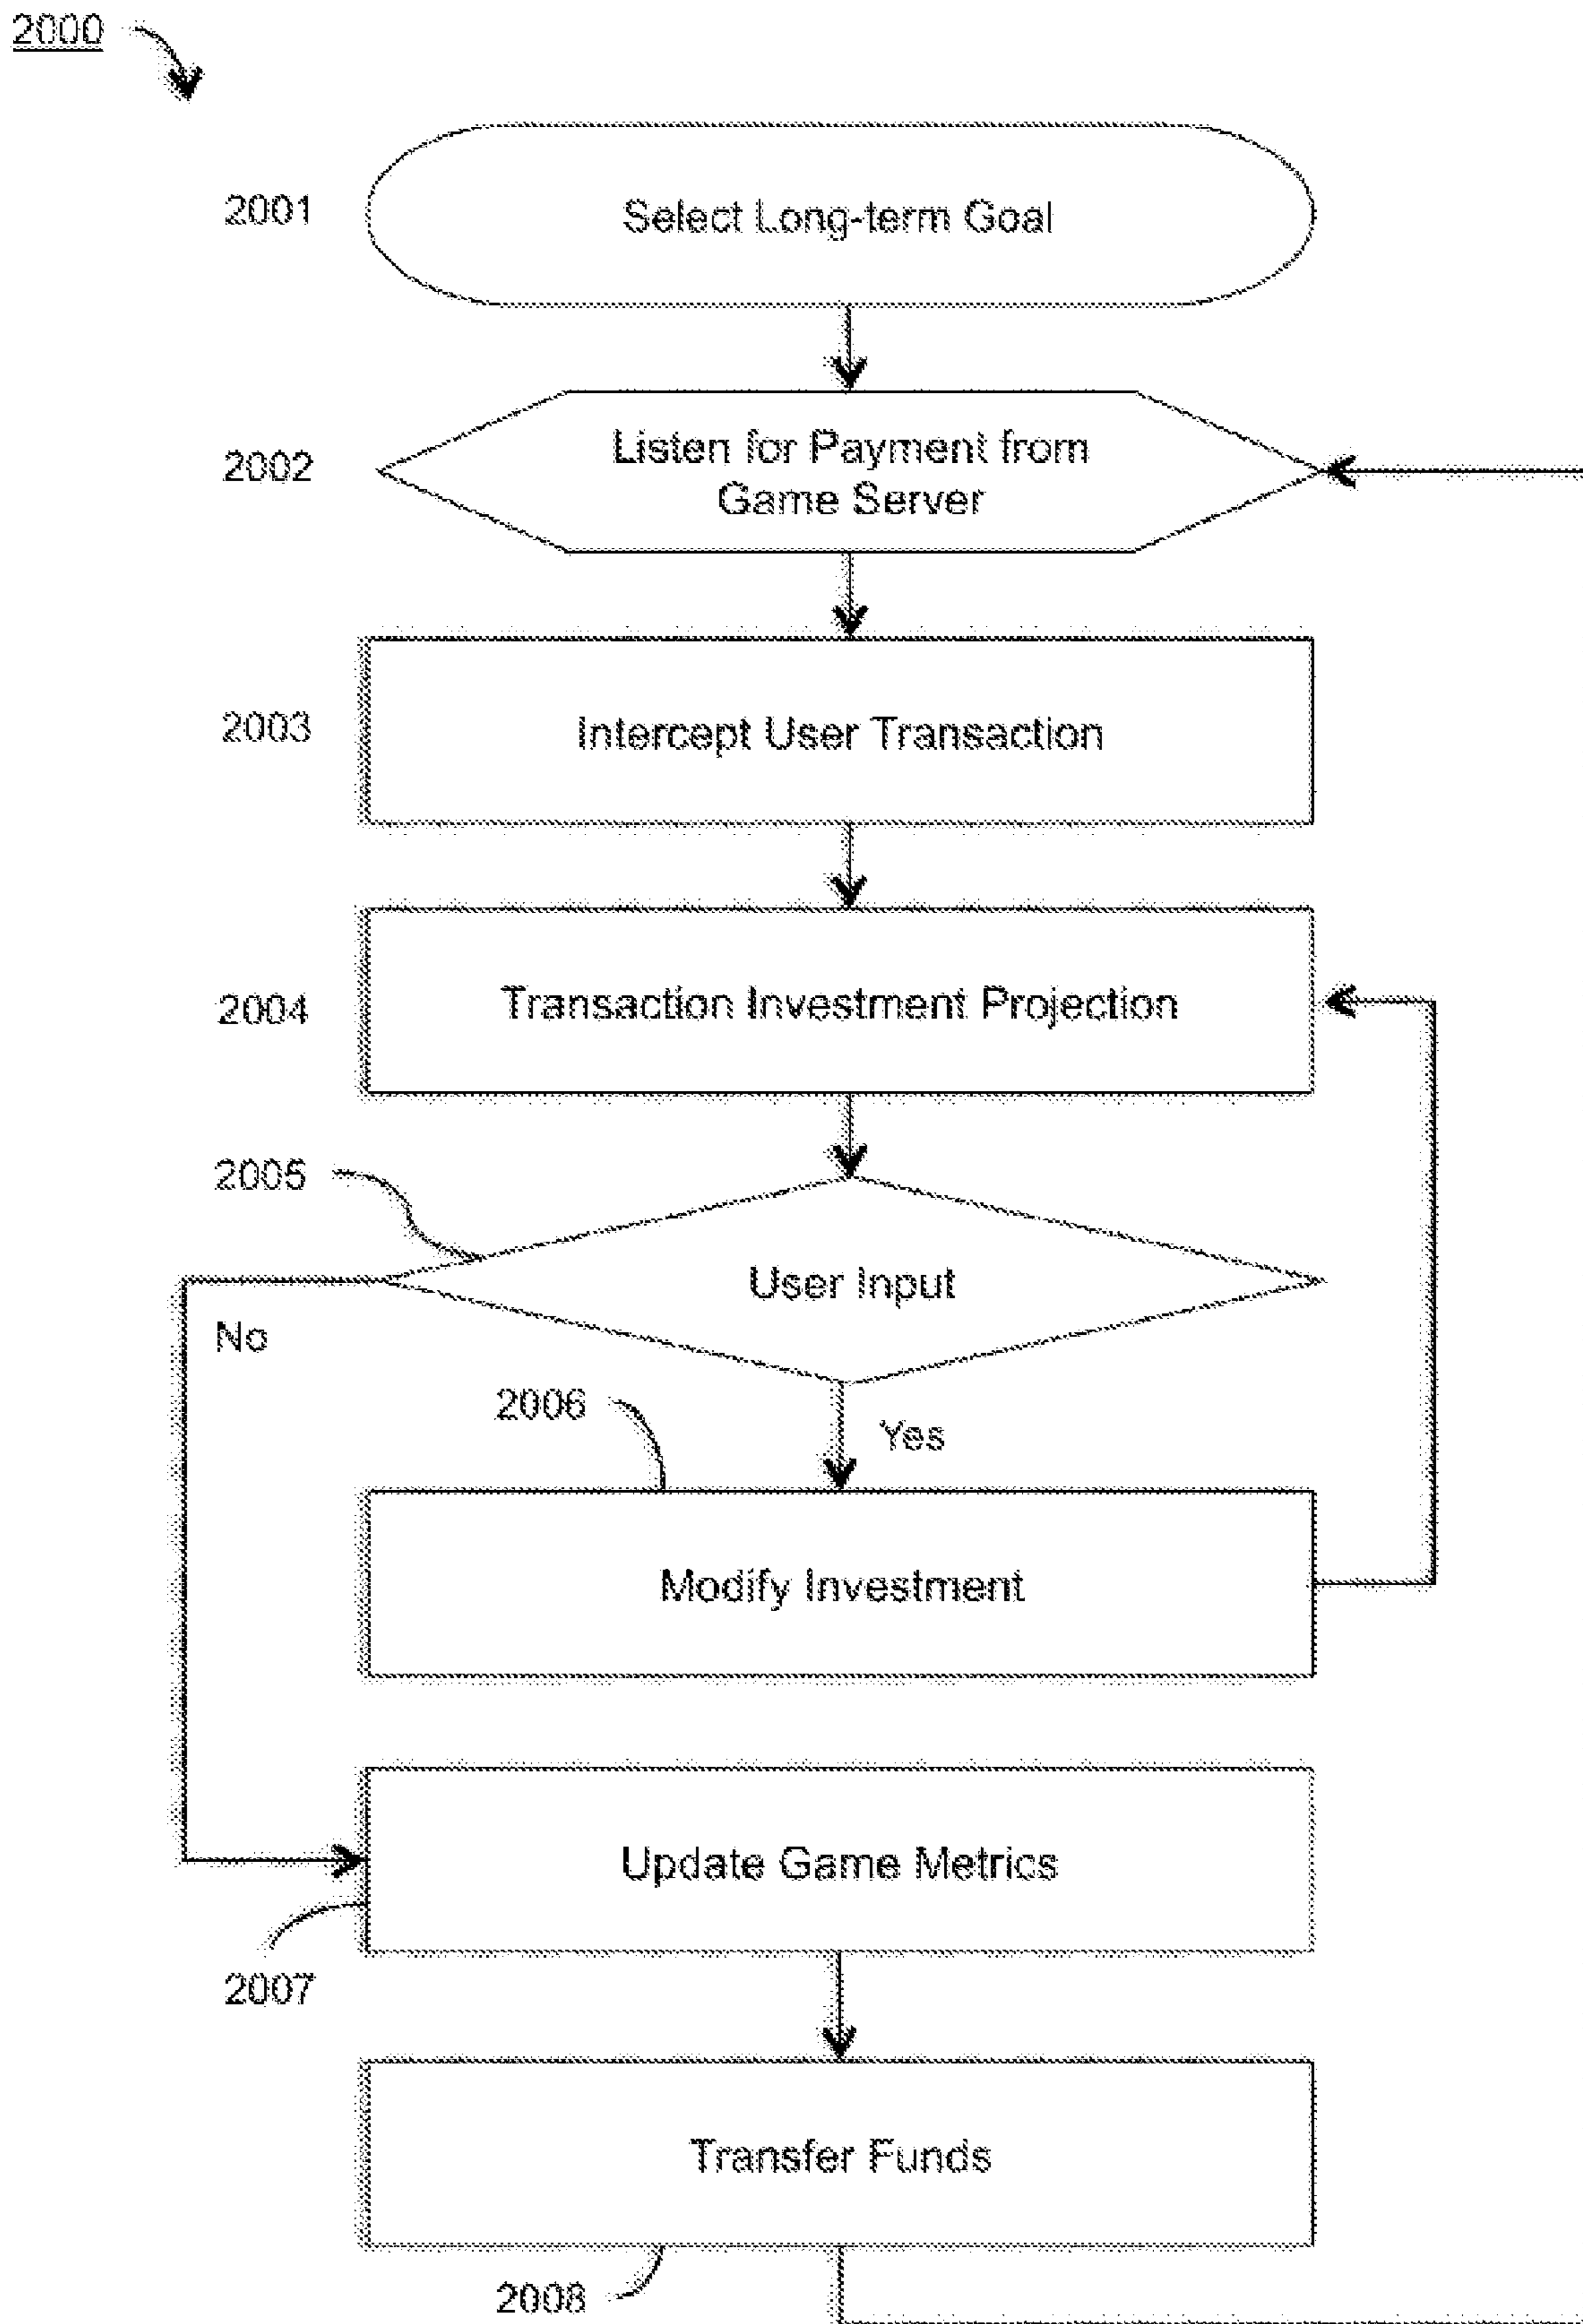 2000
2001
Select Long-term Goal
2002
Listen for Payment from
Game Server
2003
Intercept User Transaction
2004
Transaction Investment Projection
2005
User Input
No
2006
Yes
Modify Investment
Update Game Metrics
2007
Transfer Funds
2008